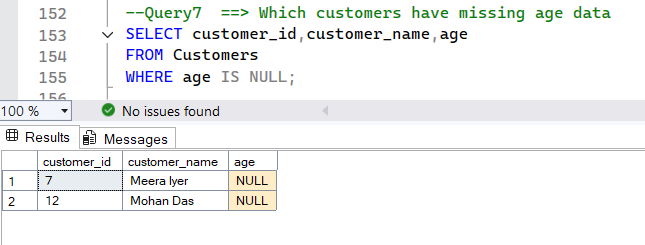 152 --Query7 ==> Which customers have missing age data
153 SELECT customer_id,customer_name,age
154 FROM Customers
155 WHERE age IS NULL;
156
100 % No issues found
Results Messages
customer_id customer_name age
1 7 Meera Iyer NULL
2 12 Mohan Das NULL